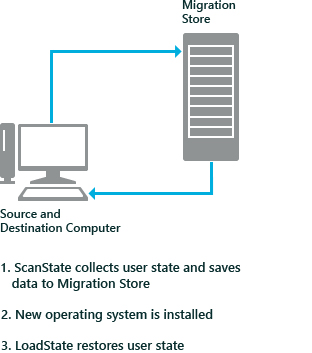 Migration
Store
Source and
Destination Computer
1. ScanState collects user state and saves
data to Migration Store
2. New operating system is installed
3. LoadState restores user state